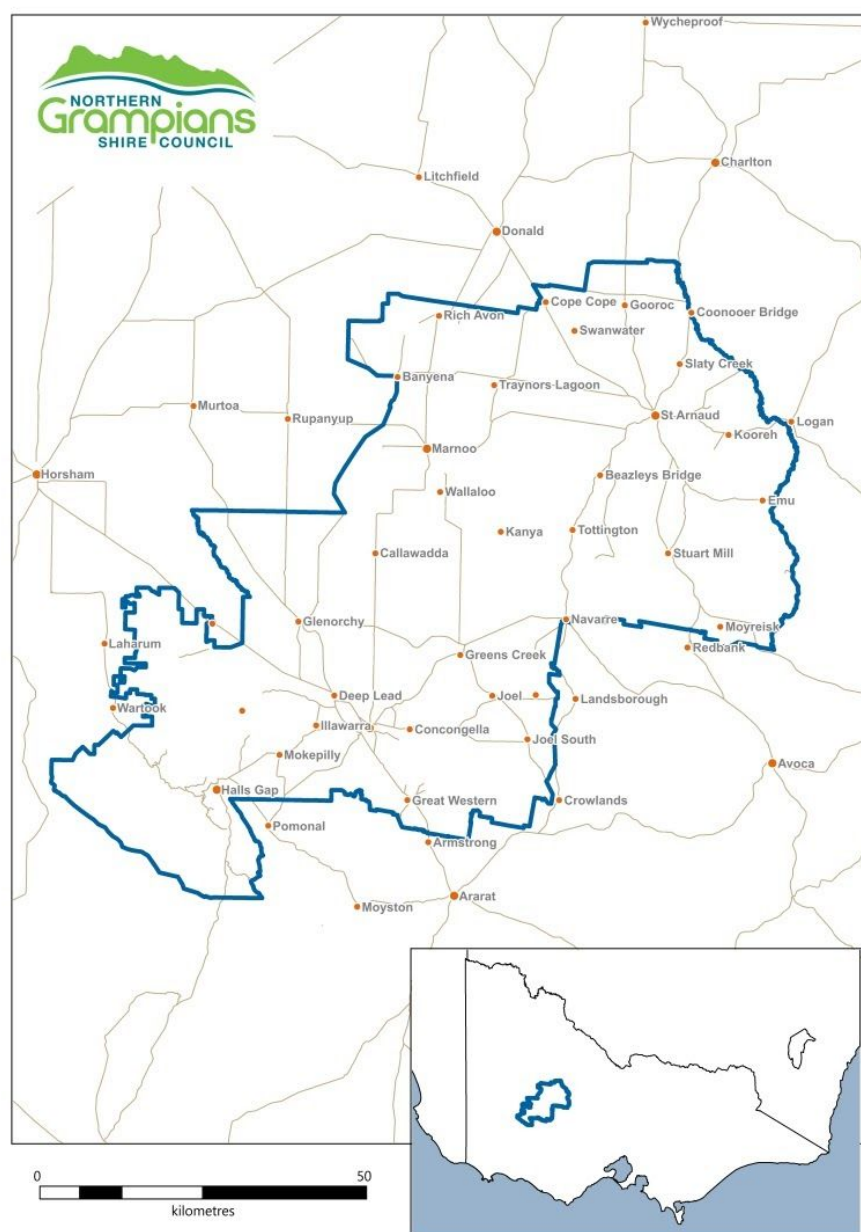 Wycheproof
NORTHERN
Grampians
SHIRE COUNCIL
Charlton
Litchfield
Donald
Cope Cope
Gooroc
Rich Avon
Coonooer Bridge
Swanwater
Slaty Creek
Banyena
Traynors Lagoon
Murtoa
St Arnaud
Rupanyup
Logan
Kooreh
Marnoo
Horsham
Beazleys Bridge
Wallaloo
Emu
Kanya
Tottington
Callawadda
Stuart Mill
Glenorchy
Navarre
Moyreisk
Laharum
Redbank
Greens Creek
Deep Lead
Joel
Landsborough
Wartook
Illawarra
Concongella
Joel South
Mokepilly
Avoca
Halls Gap
Great Western
Crowlands
Pomonal
Armstrong
Ararat
Moyston
0
50
kilometres